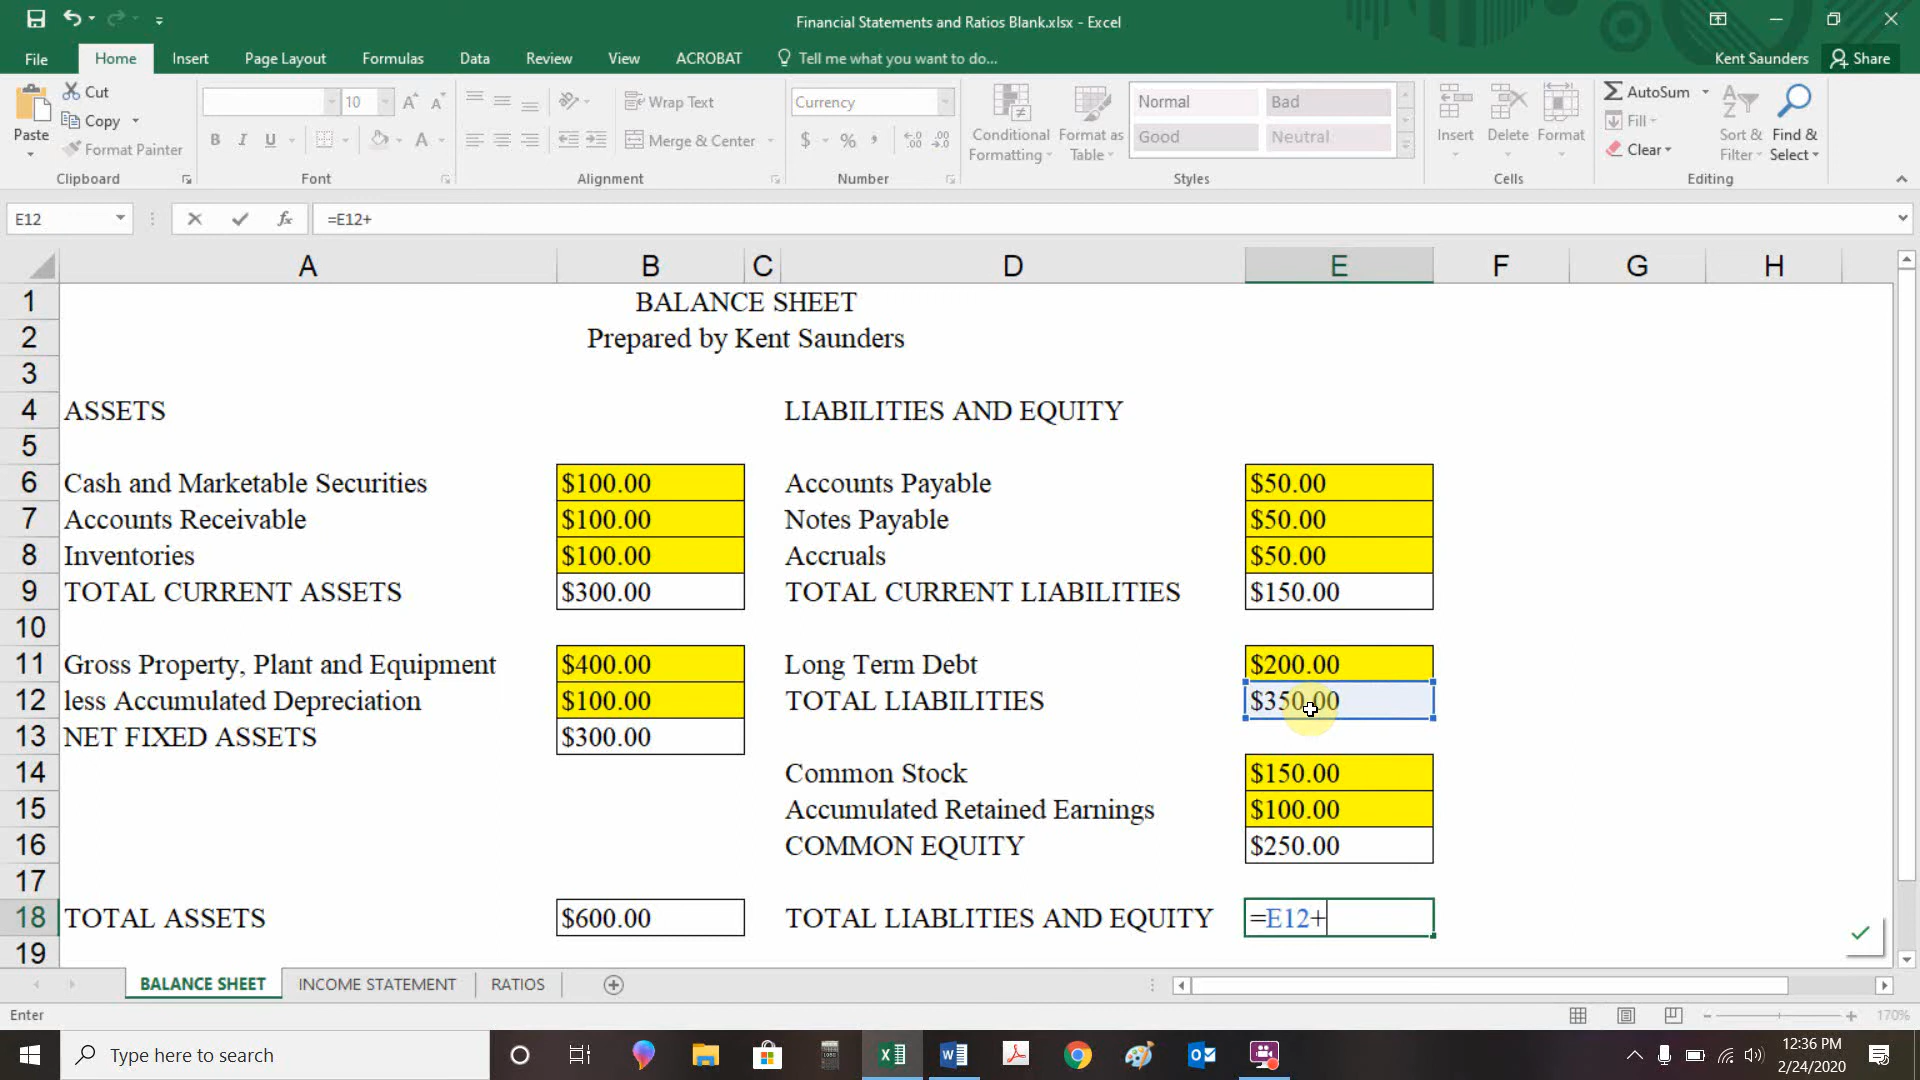 Financial Statements and Ratios Blank.xlsx - Excel
File Home Insert Page Layout Formulas Data Review View ACROBAT Tell me what you want to do... Kent Saunders Share
Paste Cut Copy Format Painter
Clipboard
10
B I U A
Font
Wrap Text
Merge & Center
Alignment
Currency
$ % ,
Number
Conditional Formatting Format as Table
Normal Bad
Good Neutral
Styles
Insert Delete Format
Cells
AutoSum
Fill
Clear
Sort & Filter Find & Select
Editing
E12 fx =E12+
A B C D E F G H
1 BALANCE SHEET
2 Prepared by Kent Saunders
3
4 ASSETS LIABILITIES AND EQUITY
5
6 Cash and Marketable Securities $100.00 Accounts Payable $50.00
7 Accounts Receivable $100.00 Notes Payable $50.00
8 Inventories $100.00 Accruals $50.00
9 TOTAL CURRENT ASSETS $300.00 TOTAL CURRENT LIABILITIES $150.00
10
11 Gross Property, Plant and Equipment $400.00 Long Term Debt $200.00
12 less Accumulated Depreciation $100.00 TOTAL LIABILITIES $350.00
13 NET FIXED ASSETS $300.00
14 Common Stock $150.00
15 Accumulated Retained Earnings $100.00
16 COMMON EQUITY $250.00
17
18 TOTAL ASSETS $600.00 TOTAL LIABLITIES AND EQUITY =E12+
19
BALANCE SHEET INCOME STATEMENT RATIOS
Enter 170%
Type here to search 12:36 PM
2/24/2020